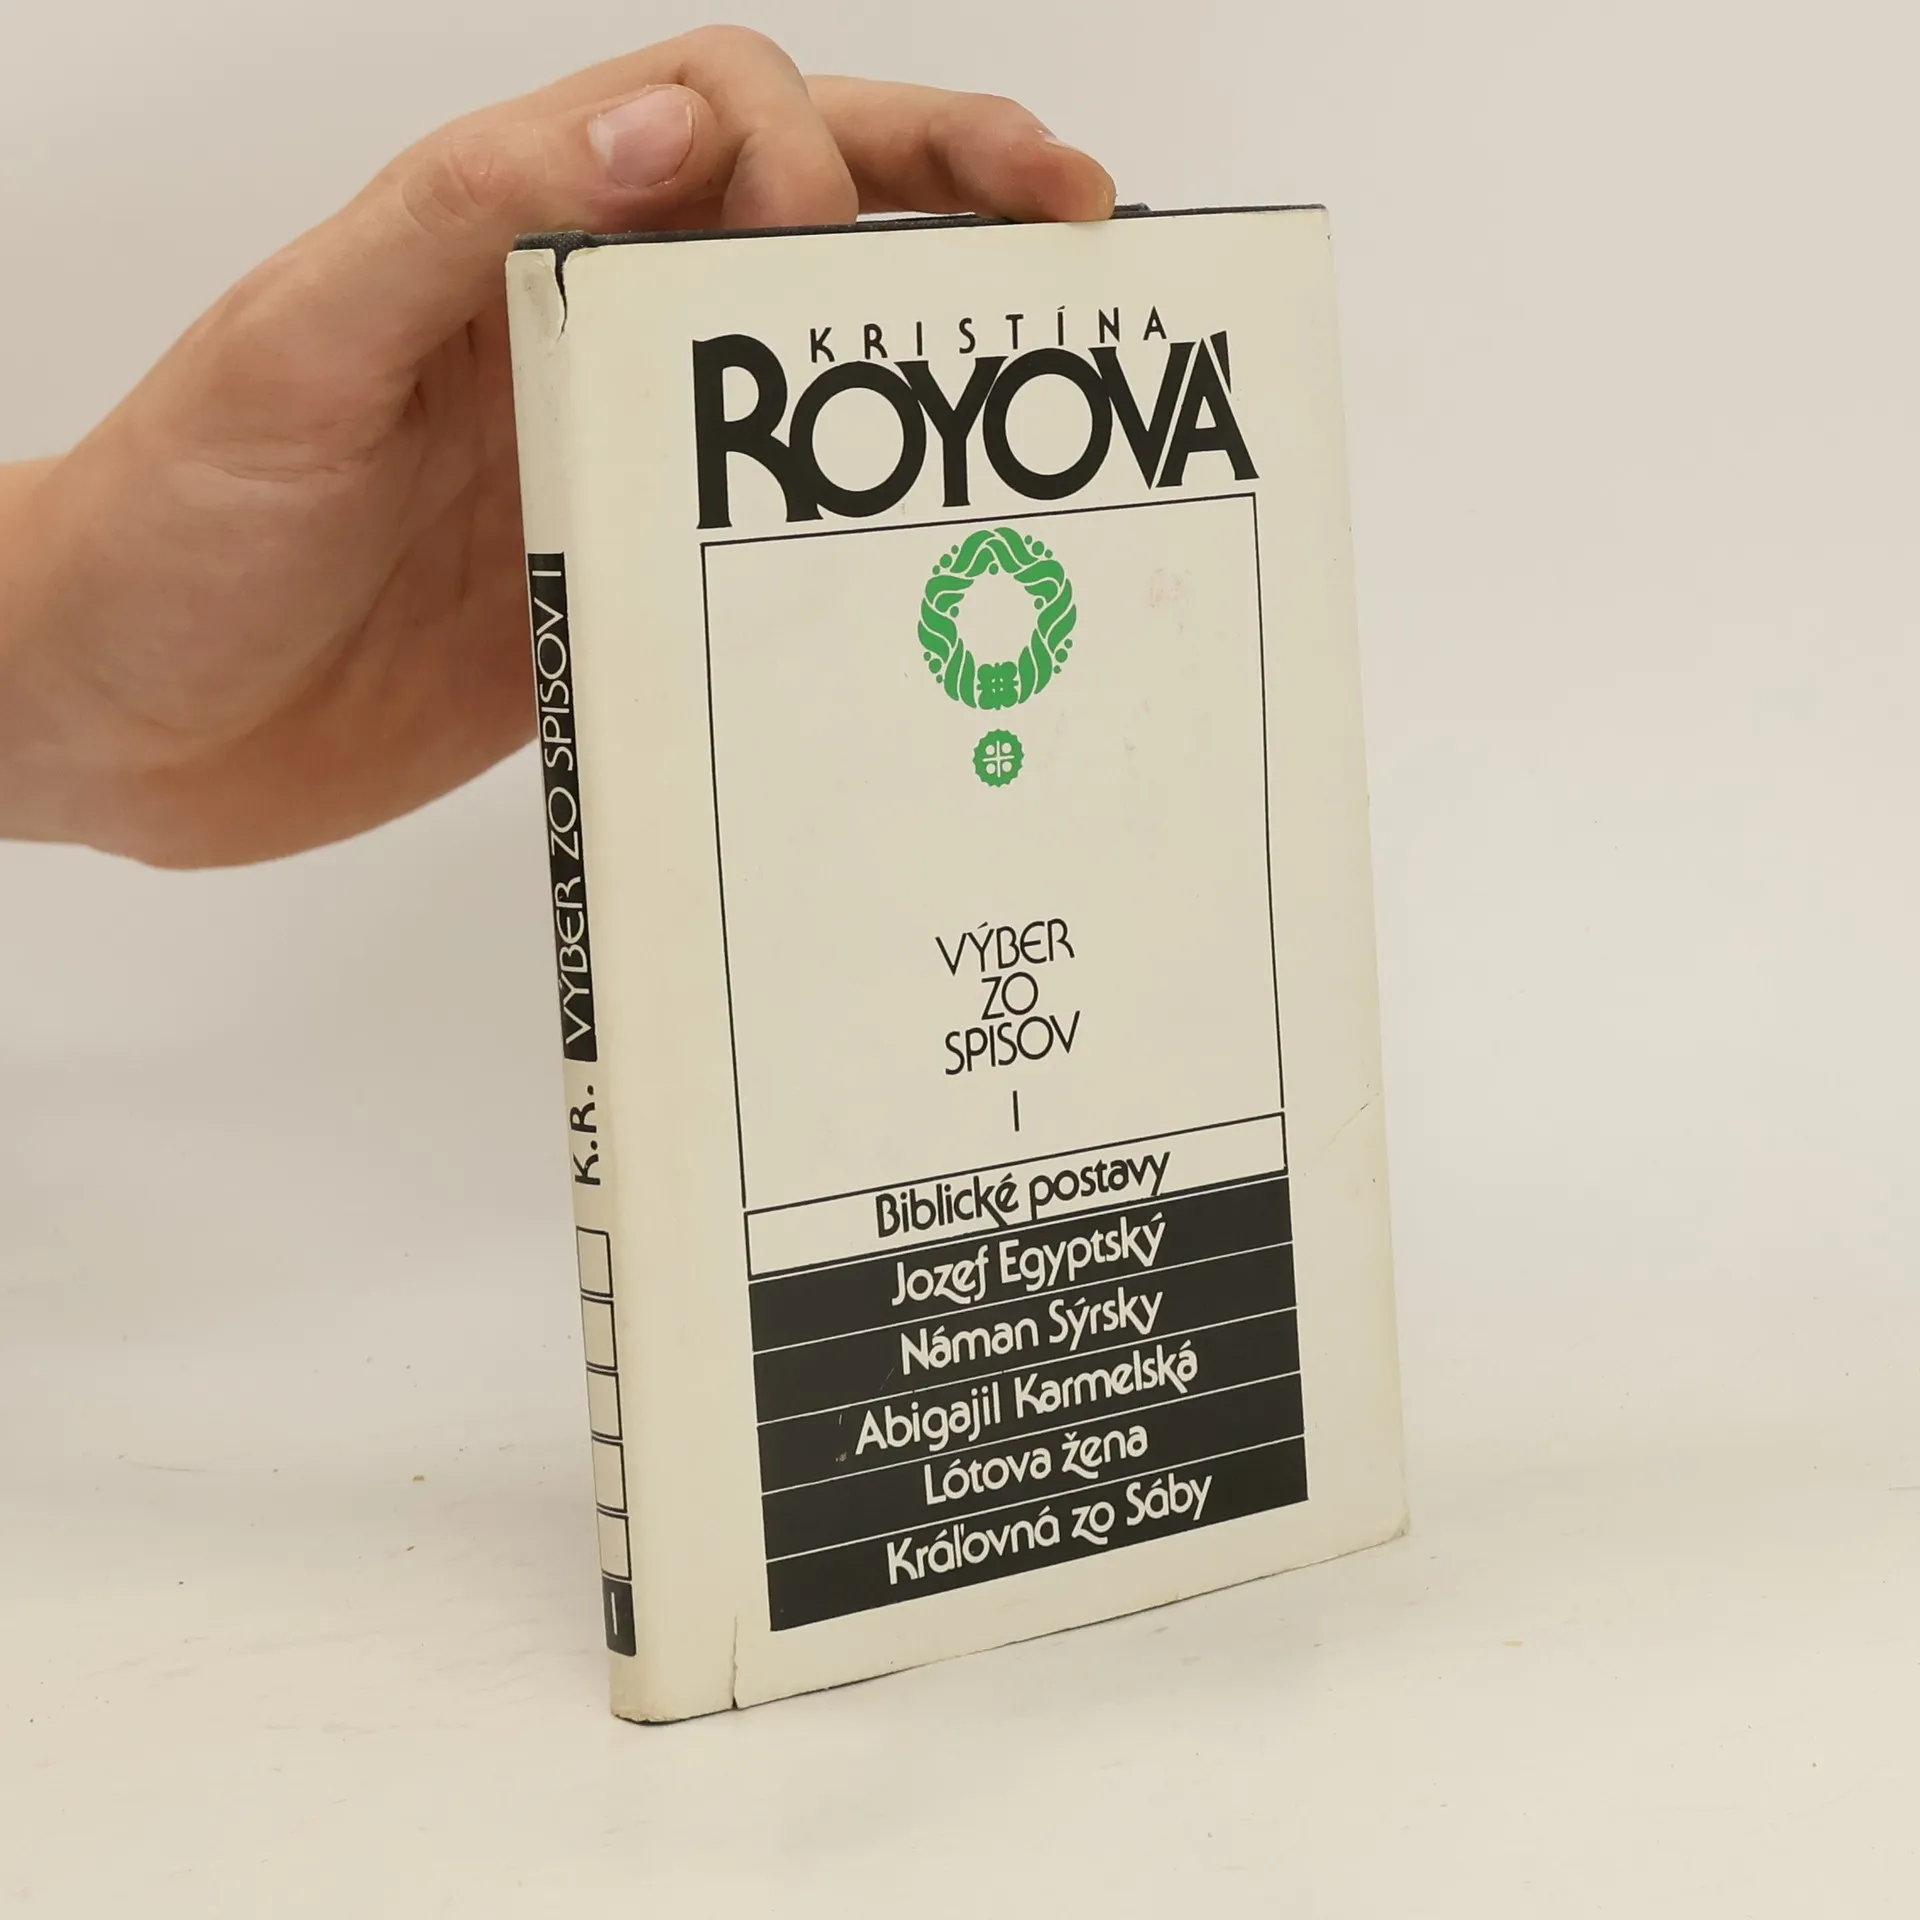 KRISTÍNA
ROYOVÁ
VÝBER
ZO
SPISOV
I
Biblické postavy
Jozef Egyptský
Náman Sýrsky
Abigajil Karmelská
Lótova žena
Kráľovná zo Sáby
K.R. VÝBER ZO SPISOV I
I